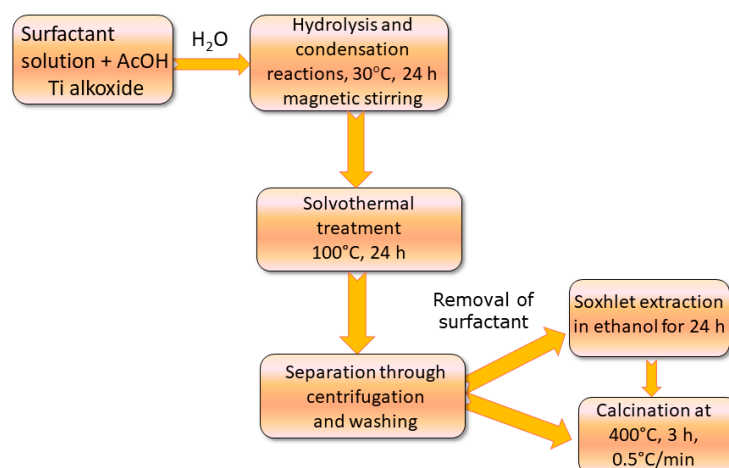 Surfactant
solution + AcOH
Ti alkoxide
H₂O
Hydrolysis and
condensation
reactions, 30°C, 24 h
magnetic stirring
Solvothermal
treatment
100°C, 24 h
Separation through
centrifugation
and washing
Removal of
surfactant
Soxhlet extraction
in ethanol for 24 h
Calcination at
400°C, 3 h,
0.5°C/min